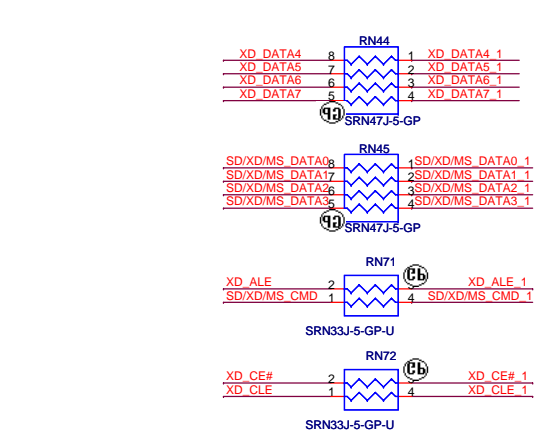 RN44
XD_DATA4 8 1 XD_DATA4_1
XD_DATA5 7 2 XD_DATA5_1
XD_DATA6 6 3 XD_DATA6_1
XD_DATA7 5 4 XD_DATA7_1
SRN47J-5-GP
RN45
SD/XD/MS_DATA0 8 1 SD/XD/MS_DATA0_1
SD/XD/MS_DATA1 7 2 SD/XD/MS_DATA1_1
SD/XD/MS_DATA2 6 3 SD/XD/MS_DATA2_1
SD/XD/MS_DATA3 5 4 SD/XD/MS_DATA3_1
SRN47J-5-GP
RN71
XD_ALE 2 XD_ALE_1
SD/XD/MS_CMD 1 4 SD/XD/MS_CMD_1
SRN33J-5-GP-U
RN72
XD_CE# 2 XD_CE#_1
XD_CLE 1 4 XD_CLE_1
SRN33J-5-GP-U